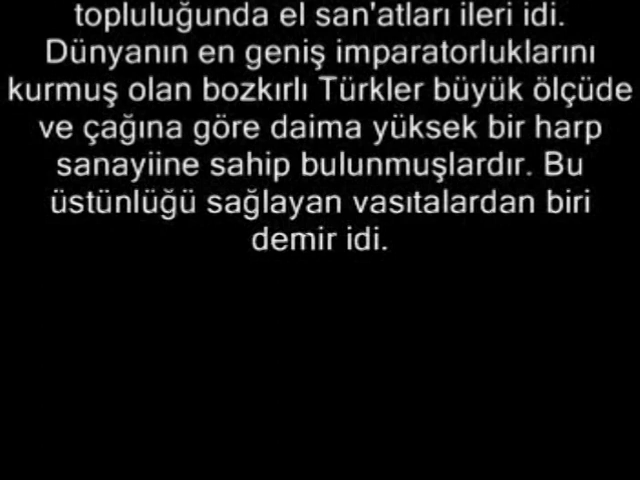 topluluğunda el san'atları ileri idi.
Dünyanın en geniş imparatorluklarını
kurmuş olan bozkırlı Türkler büyük ölçüde
ve çağına göre daima yüksek bir harp
sanayiine sahip bulunmuşlardır. Bu
üstünlüğü sağlayan vasıtalardan biri
demir idi.